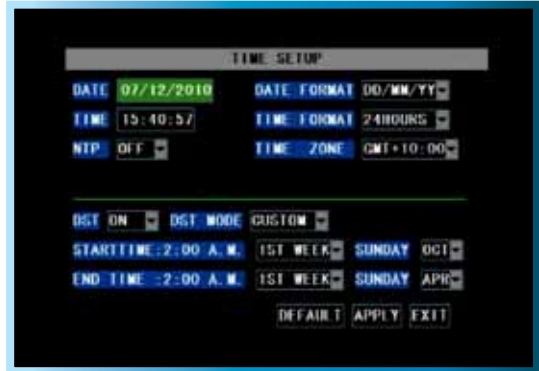 TIME SETUP
DATE 07/12/2010 DATE FORMAT DD/MM/YY
TIME 15:40:57 TIME FORMAT 24HOURS
NTP OFF TIME ZONE GMT+10:00
DST ON DST MODE CUSTOM
STARTTIME:2:00 A.M. 1ST WEEK SUNDAY OCT
END TIME :2:00 A.M. 1ST WEEK SUNDAY APR
DEFAULT APPLY EXIT